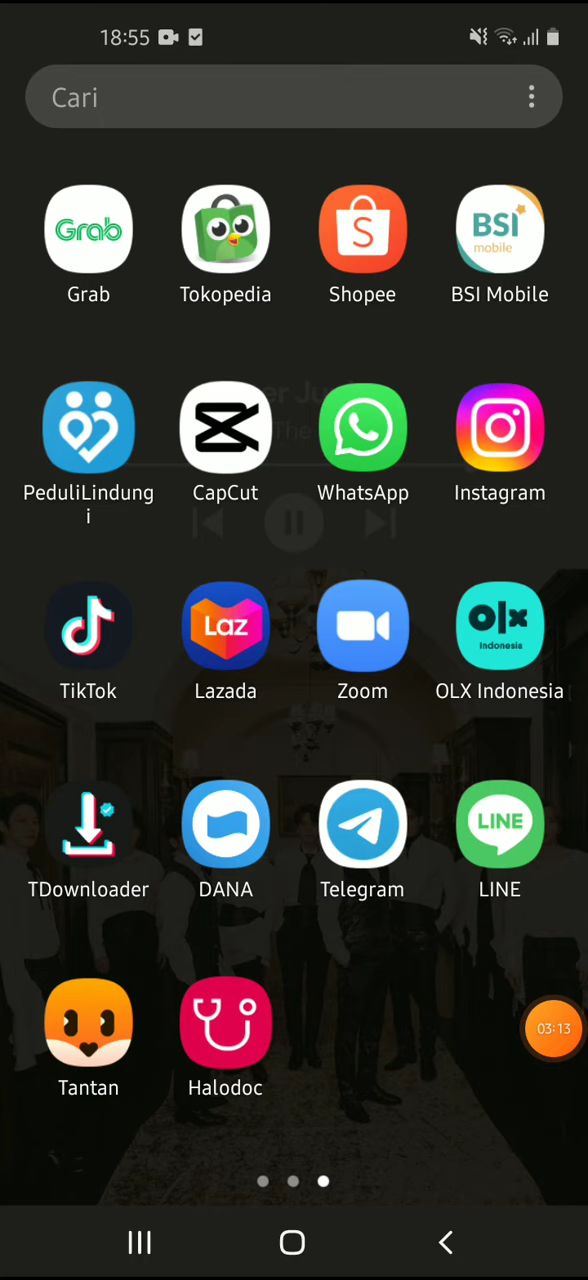 18:55
Cari
Grab
BSI
mobile
Grab
Tokopedia
Shopee
BSI Mobile
PeduliLindung
i
CapCut
WhatsApp
Instagram
Laz
olx
Indonesia
TikTok
Lazada
Zoom
OLX Indonesia
LINE
TDownloader
DANA
Telegram
LINE
03:13
Tantan
Halodoc